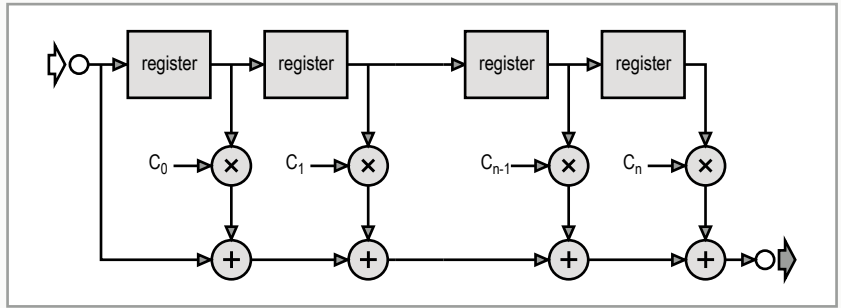 register register register register
C0 × C1 × Cn-1 × Cn ×
+ + + +